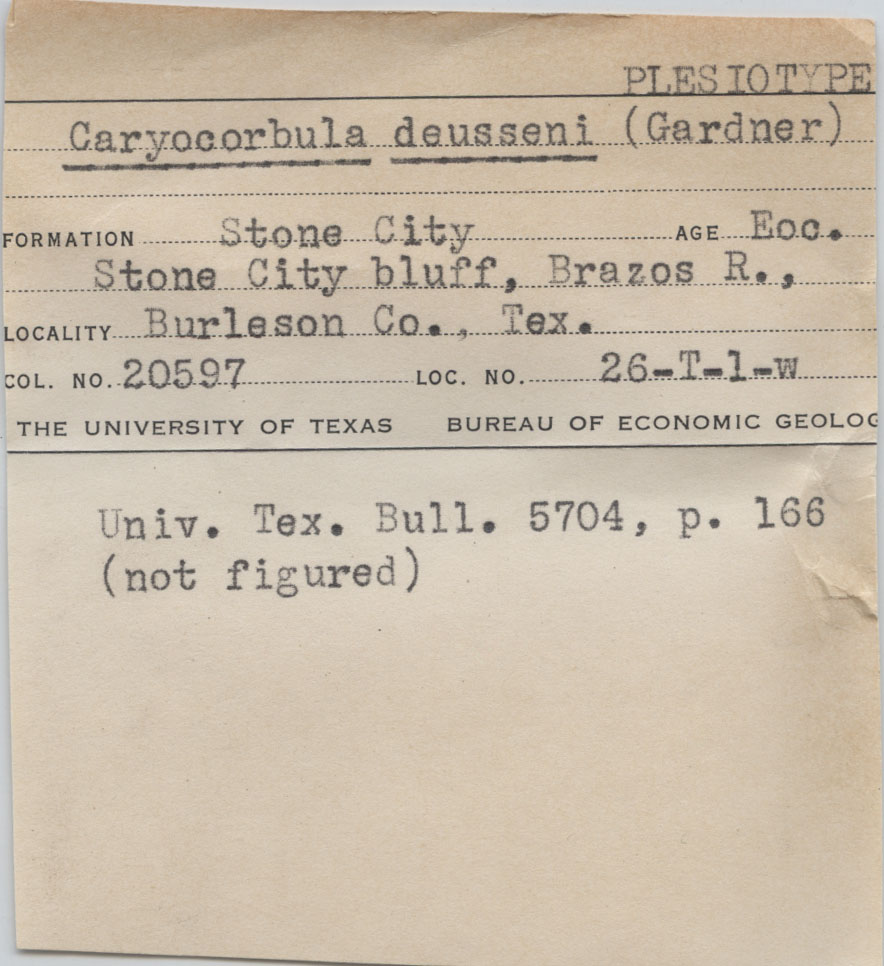 PLESIOTYPE
Caryocorbula deusseni (Gardner)
FORMATION Stone City AGE Eoc.
Stone City bluff, Brazos R.,
LOCALITY Burleson Co., Tex.
COL. NO. 20597 LOC. NO. 26-T-1-w
THE UNIVERSITY OF TEXAS BUREAU OF ECONOMIC GEOLOG
Univ. Tex. Bull. 5704, p. 166
(not figured)